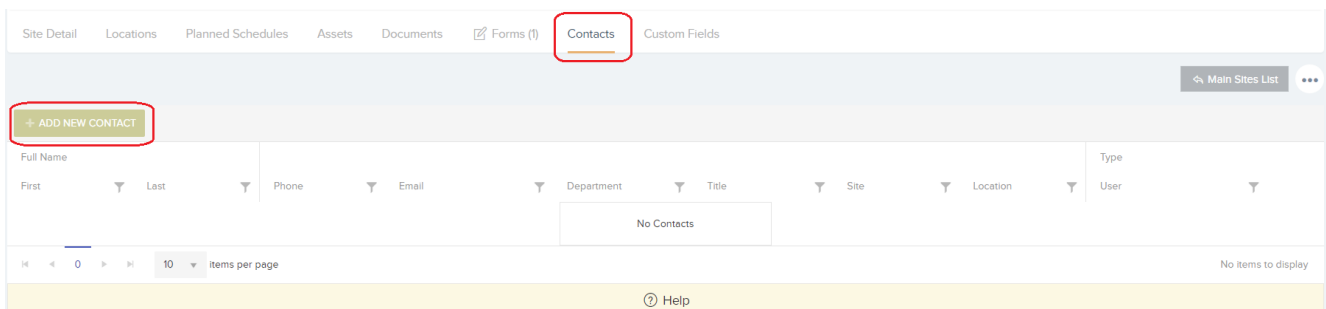 Site Detail Locations Planned Schedules Assets Documents Forms (1) Contacts Custom Fields
Main Sites List
+ ADD NEW CONTACT
Full Name Type
First Last Phone Email Department Title Site Location User
No Contacts
0 10 items per page No items to display
? Help